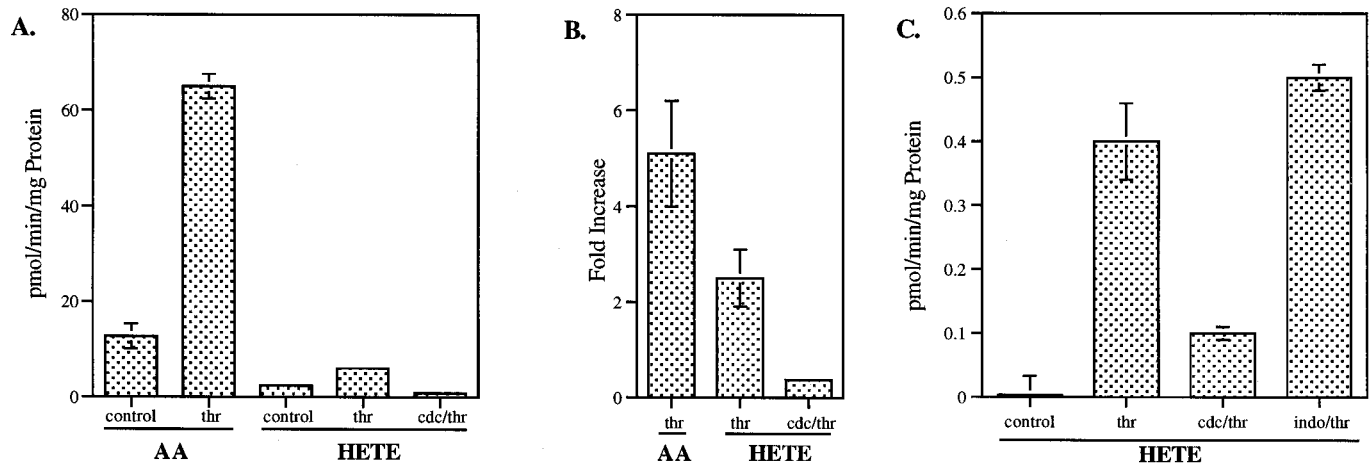 A.
80
60
40
20
0
pmol/min/mg Protein
control thr control thr cdc/thr
AA HETE
B.
8
6
4
2
0
Fold Increase
thr thr cdc/thr
AA HETE
C.
0.6
0.5
0.4
0.3
0.2
0.1
0
pmol/min/mg Protein
control thr cdc/thr indo/thr
HETE